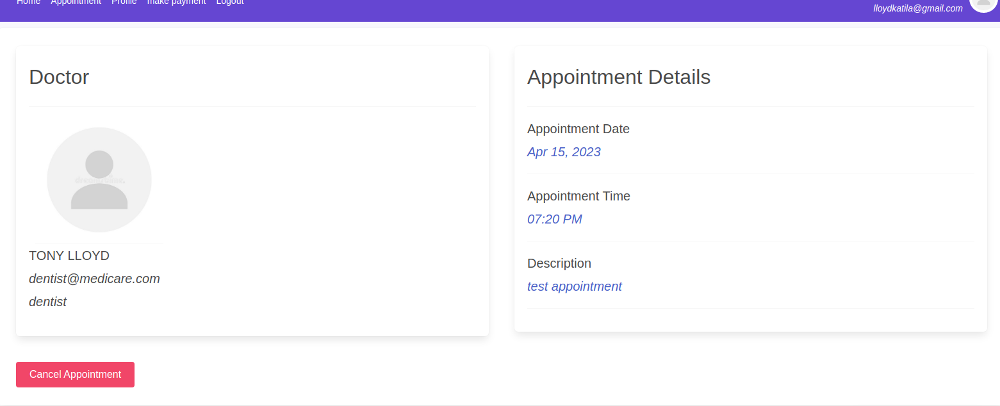 Home Appointment Profile make payment Logout
lloydkatila@gmail.com
Doctor
TONY LLOYD
dentist@medicare.com
dentist
Appointment Details
Appointment Date
Apr 15, 2023
Appointment Time
07:20 PM
Description
test appointment
Cancel Appointment